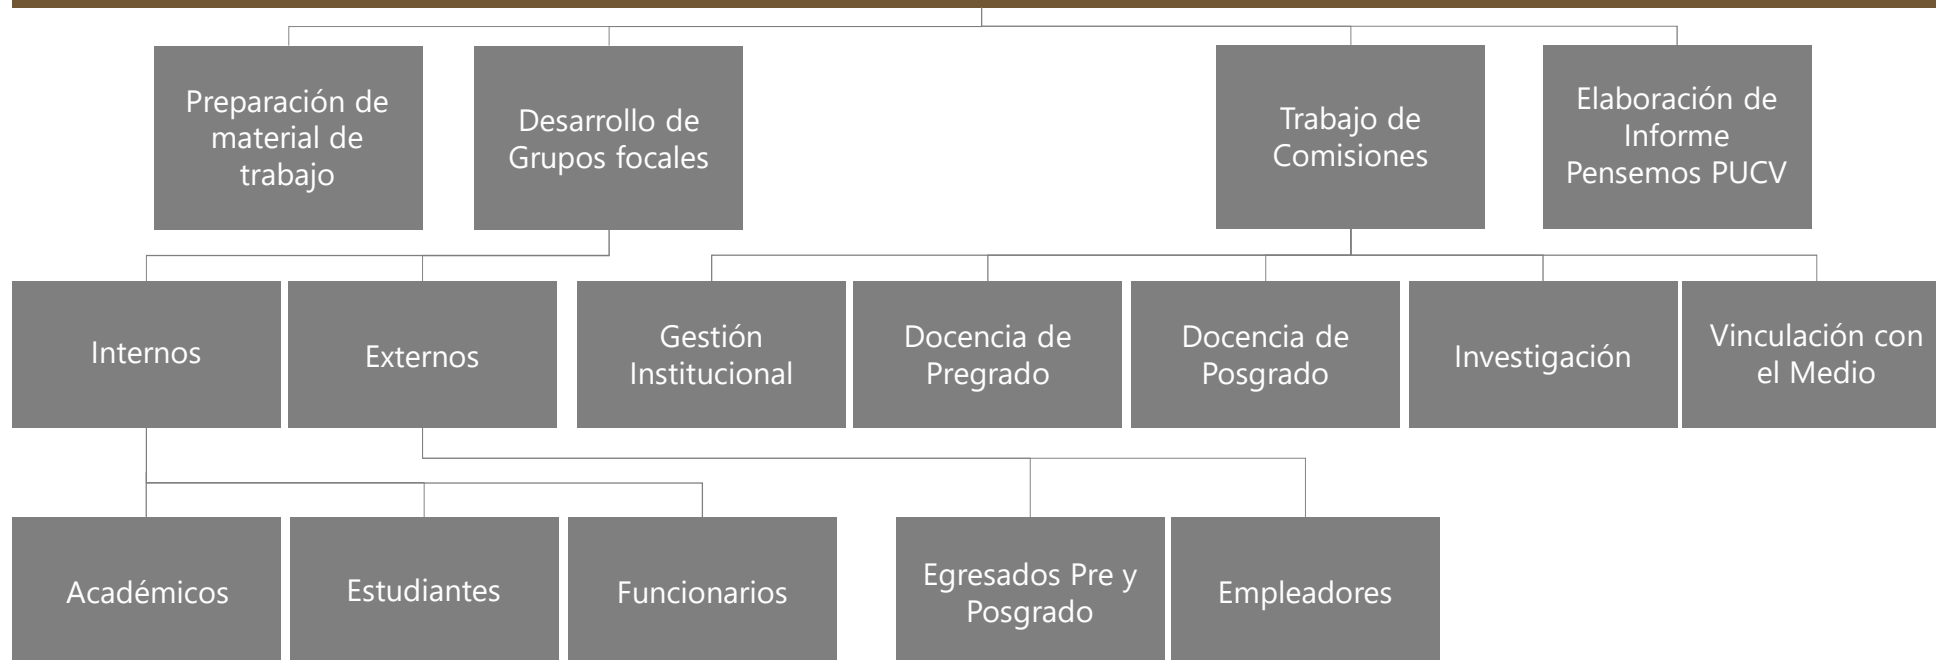 Preparación de
material de
trabajo
Desarrollo de
Grupos focales
Trabajo de
Comisiones
Elaboración de
Informe
Pensemos PUCV
Internos
Externos
Gestión
Institucional
Docencia de
Pregrado
Docencia de
Posgrado
Investigación
Vinculación con
el Medio
Académicos
Estudiantes
Funcionarios
Egresados Pre y
Posgrado
Empleadores